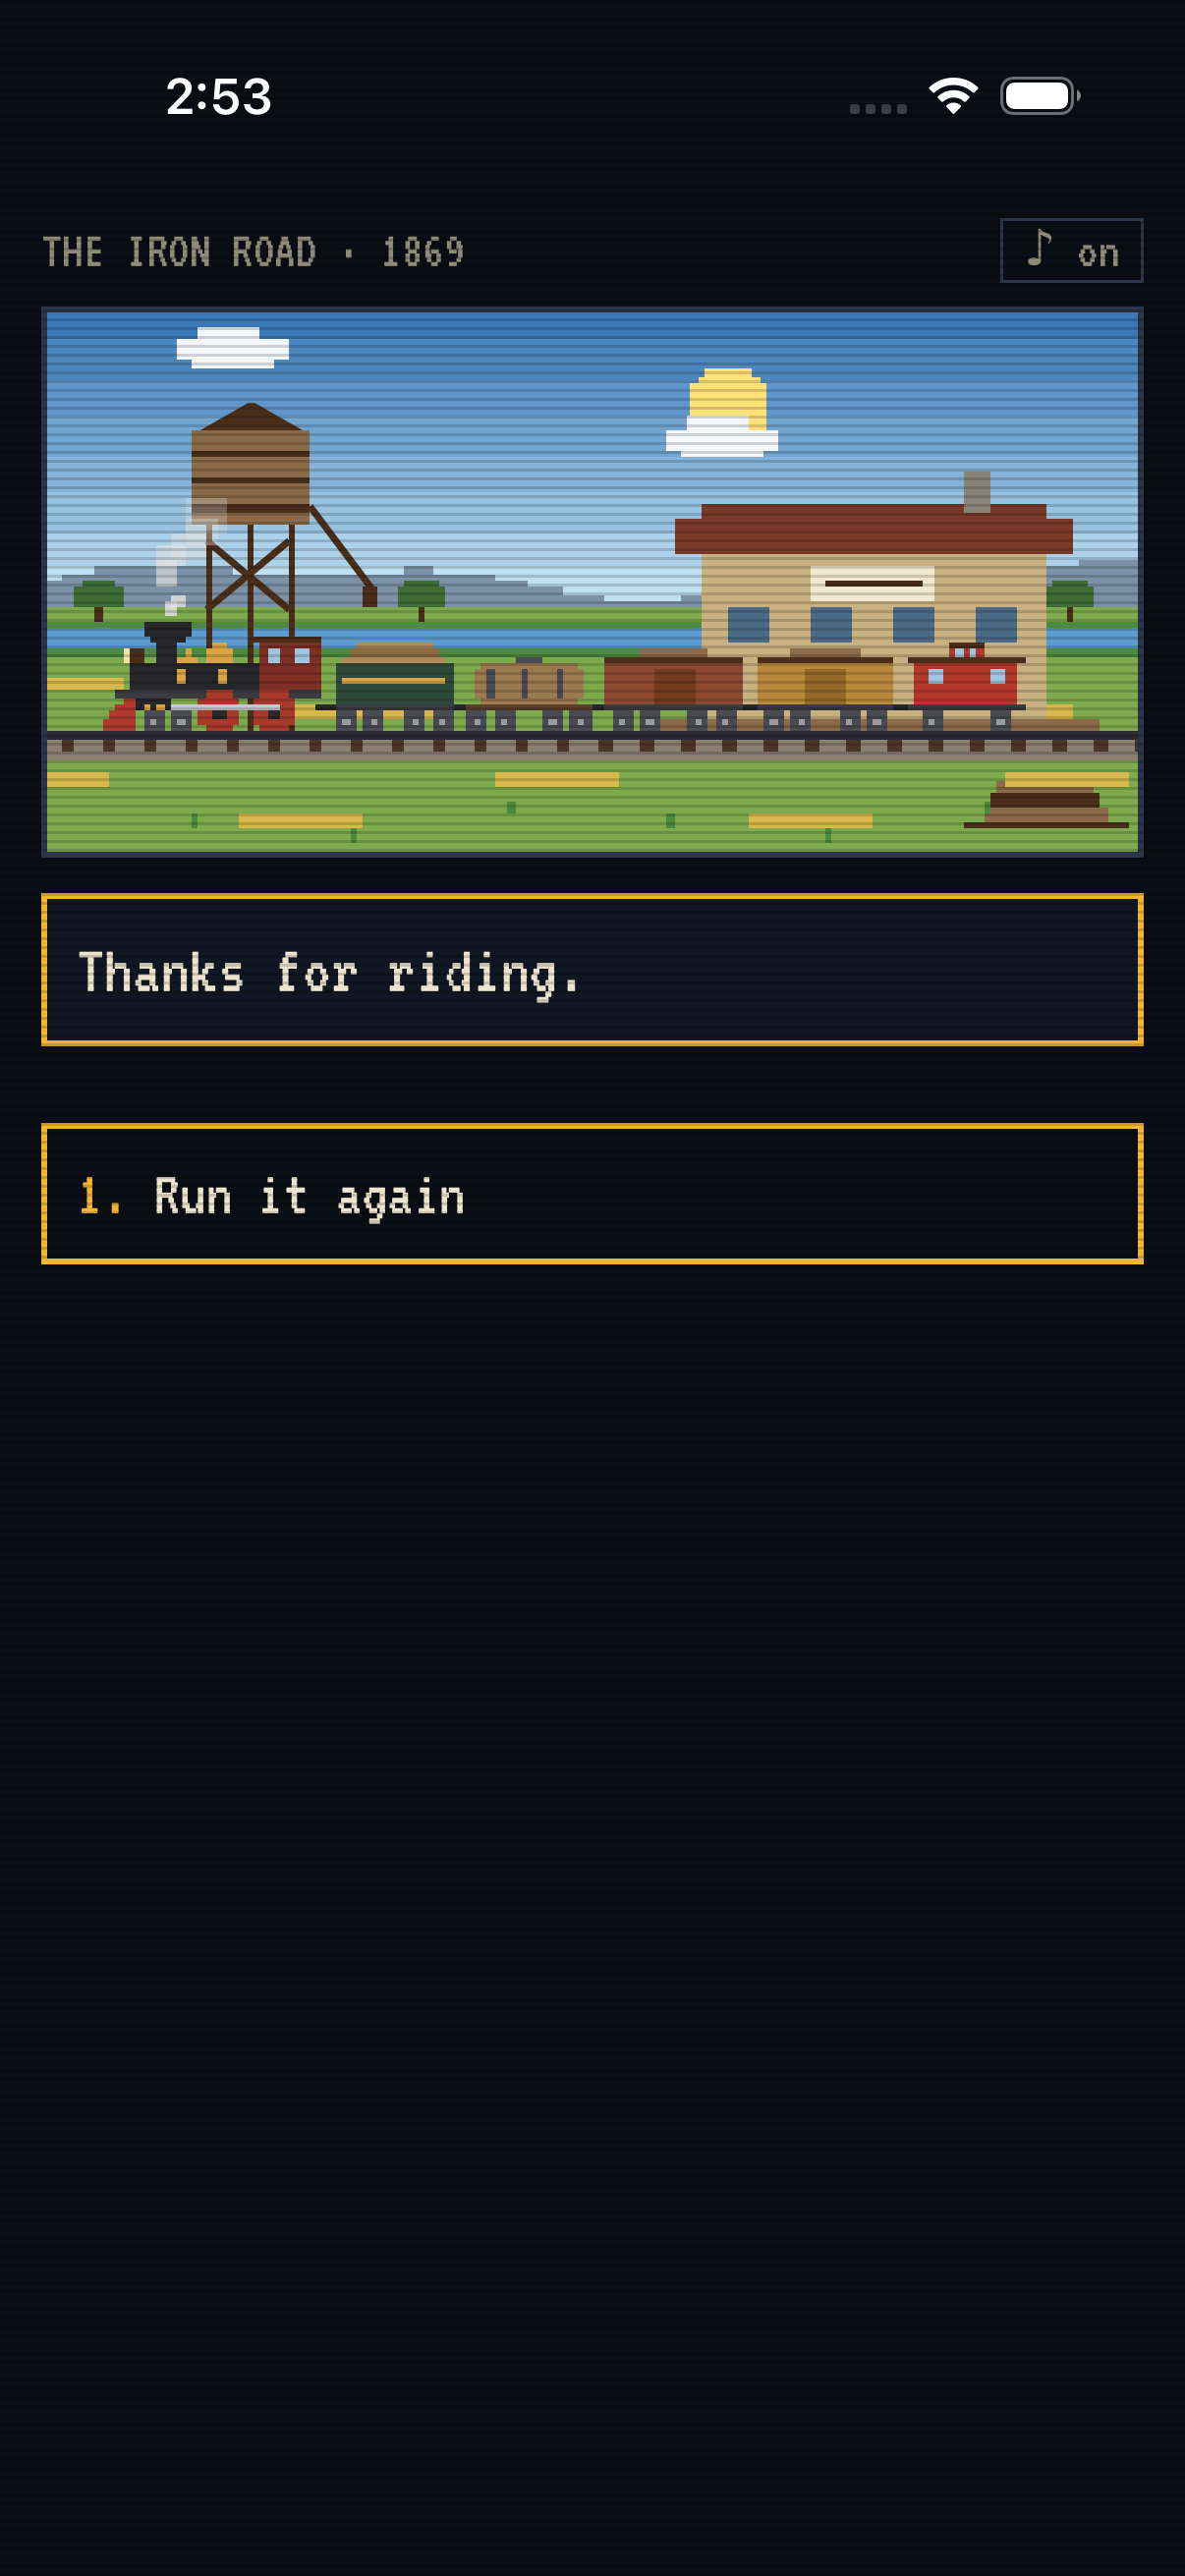 2:53
THE IRON ROAD · 1869
♪ on
Thanks for riding.
1. Run it again